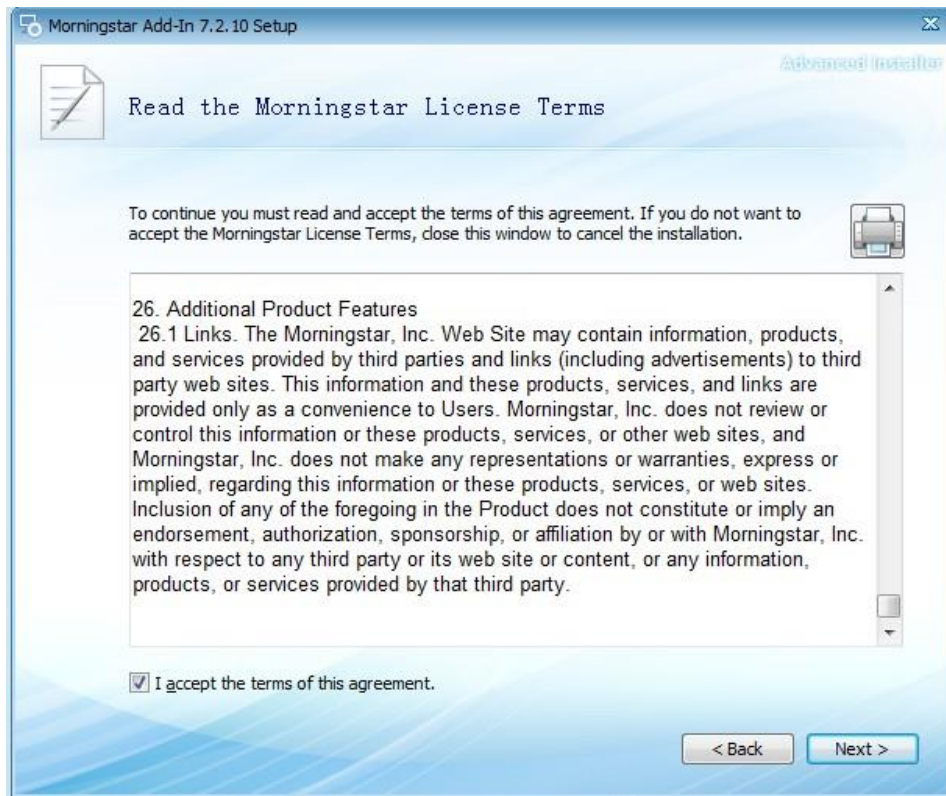 Morningstar Add-In 7.2.10 Setup
Advanced Installer
Read the Morningstar License Terms
To continue you must read and accept the terms of this agreement. If you do not want to
accept the Morningstar License Terms, close this window to cancel the installation.
26. Additional Product Features
26.1 Links. The Morningstar, Inc. Web Site may contain information, products,
and services provided by third parties and links (including advertisements) to third
party web sites. This information and these products, services, and links are
provided only as a convenience to Users. Morningstar, Inc. does not review or
control this information or these products, services, or other web sites, and
Morningstar, Inc. does not make any representations or warranties, express or
implied, regarding this information or these products, services, or web sites.
Inclusion of any of the foregoing in the Product does not constitute or imply an
endorsement, authorization, sponsorship, or affiliation by or with Morningstar, Inc.
with respect to any third party or its web site or content, or any information,
products, or services provided by that third party.
I accept the terms of this agreement.
< Back Next >